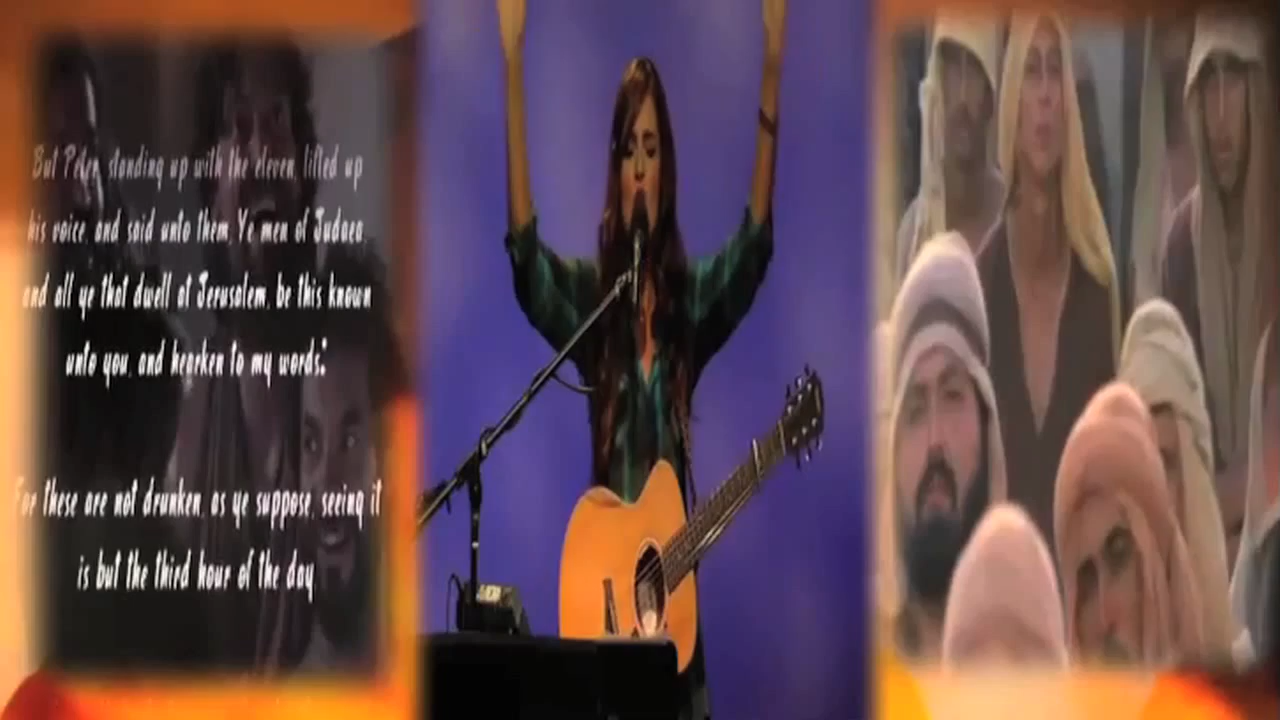 But Peter, standing up with the eleven, lifted up
his voice, and said unto them, Ye men of Judaea,
and all ye that dwell at Jerusalem, be this known
unto you, and hearken to my words:
For these are not drunken, as ye suppose, seeing it
is but the third hour of the day